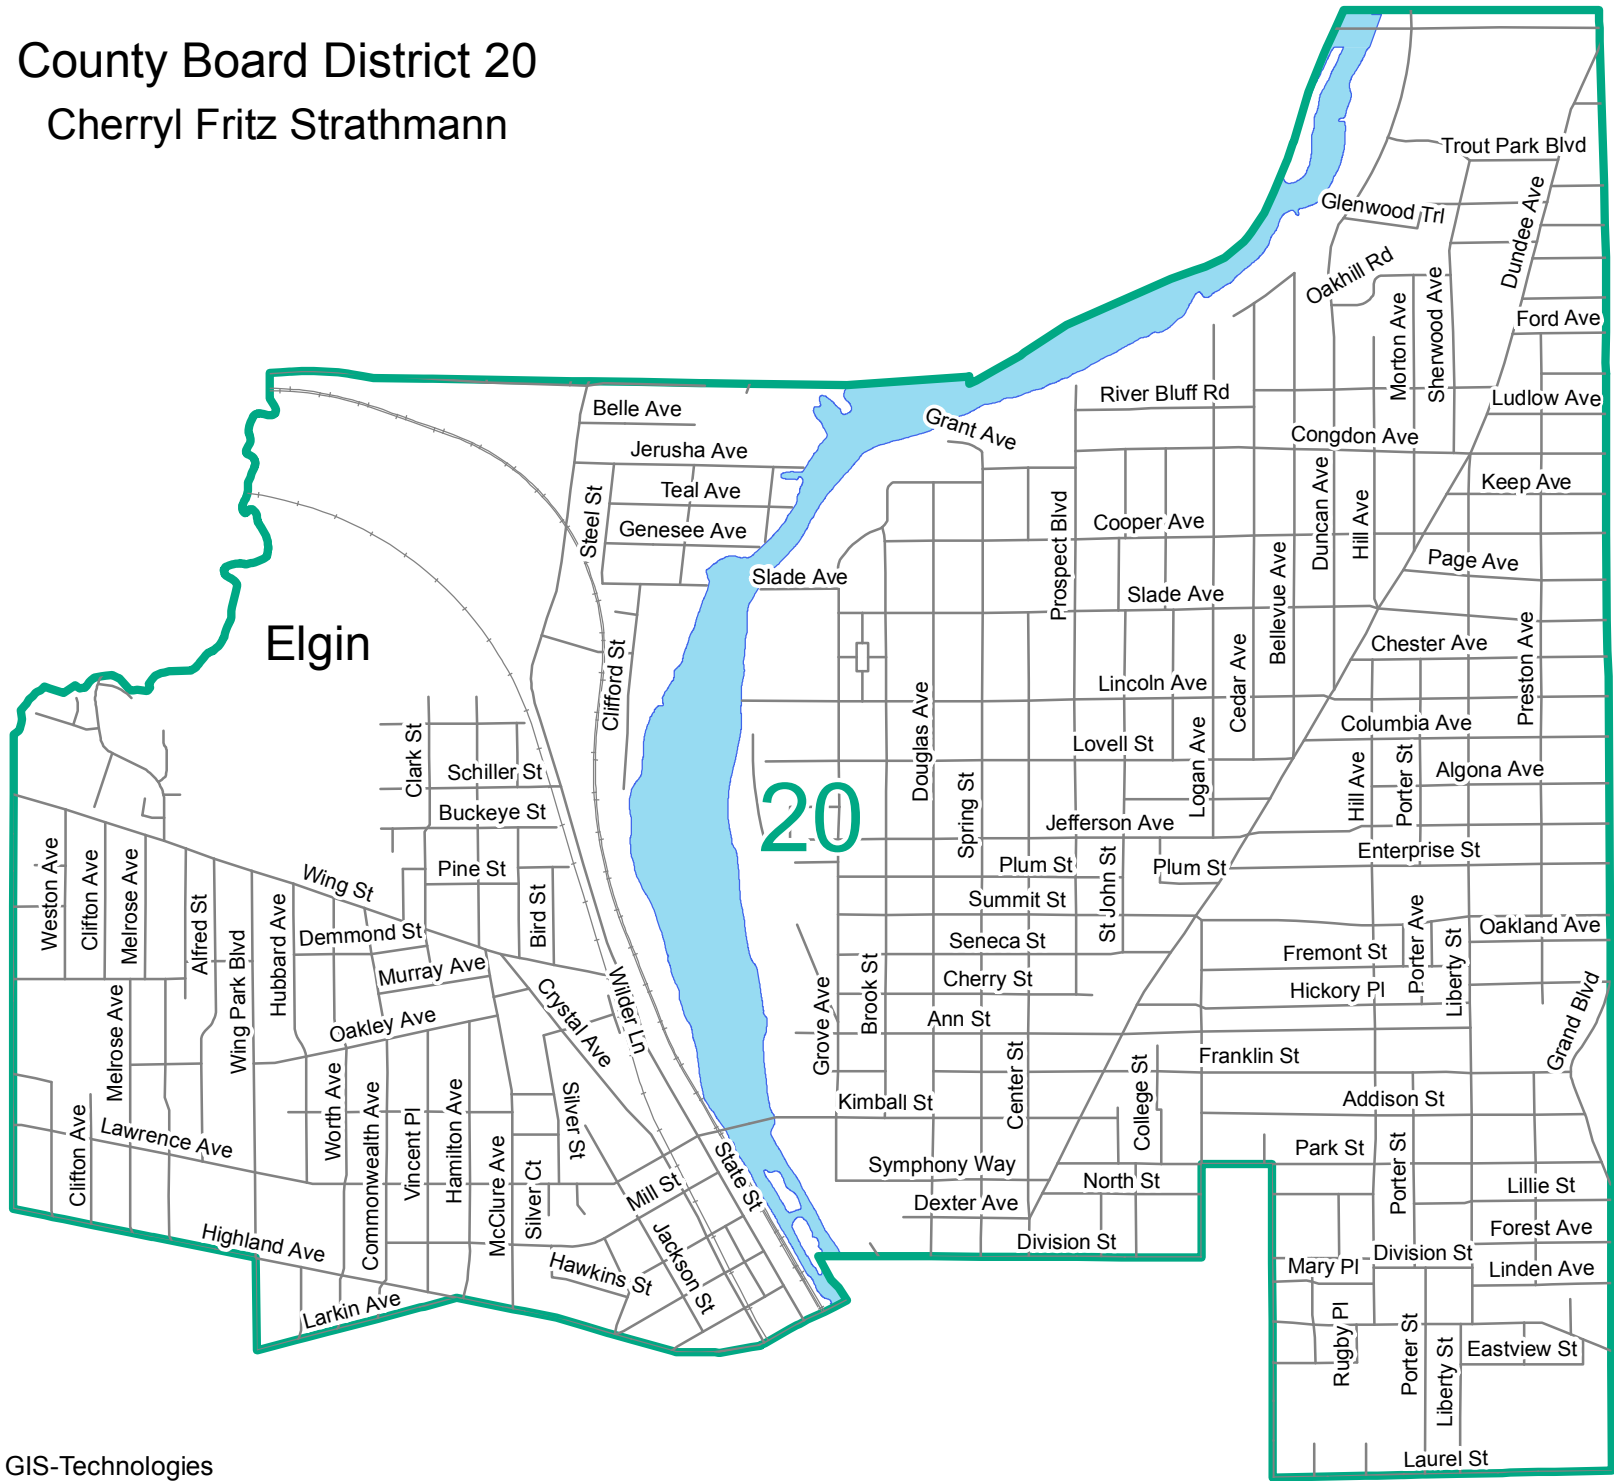 County Board District 20
Cherryl Fritz Strathmann
Trout Park Blvd
Glenwood Trl
Dundee Ave
Oakhill Rd
Morton Ave
Sherwood Ave
Ford Ave
River Bluff Rd
Ludlow Ave
Belle Ave
Grant Ave
Congdon Ave
Jerusha Ave
Keep Ave
Teal Ave
Steel St
Genesee Ave
Prospect Blvd
Cooper Ave
Duncan Ave
Hill Ave
Page Ave
Slade Ave
Slade Ave
Bellevue Ave
Elgin
Clifford St
Chester Ave
Preston Ave
Cedar Ave
Lincoln Ave
Douglas Ave
Columbia Ave
Clark St
Schiller St
Lovell St
Logan Ave
Hill Ave
Porter St
Algona Ave
20
Spring St
Buckeye St
Jefferson Ave
Enterprise St
Pine St
Plum St
Plum St
St John St
Weston Ave
Clifton Ave
Melrose Ave
Wing St
Summit St
Alfred St
Hubbard Ave
Demmond St
Bird St
Seneca St
Oakland Ave
Fremont St
Porter Ave
Liberty St
Wing Park Blvd
Murray Ave
Cherry St
Hickory Pl
Grove Ave
Brook St
Ann St
Wilder Ln
Crystal Ave
Oakley Ave
Melrose Ave
Grand Blvd
Franklin St
Center St
College St
Kimball St
Addison St
Worth Ave
Commonwealth Ave
Vincent Pl
Hamilton Ave
Silver St
Clifton Ave
Lawrence Ave
Park St
Porter St
State St
Symphony Way
North St
Lillie St
McClure Ave
Silver Ct
Mill St
Dexter Ave
Highland Ave
Forest Ave
Division St
Division St
Jackson St
Hawkins St
Mary Pl
Linden Ave
Larkin Ave
Rugby Pl
Porter St
Liberty St
Eastview St
Laurel St
GIS-Technologies